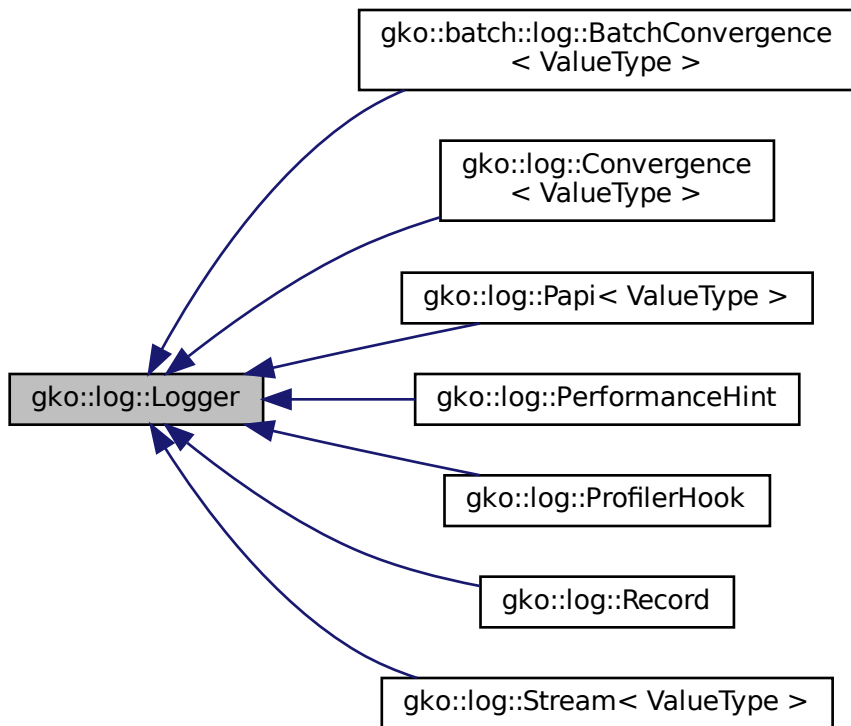 gko::batch::log::BatchConvergence
< ValueType >
gko::log::Convergence
< ValueType >
gko::log::Papi< ValueType >
gko::log::Logger
gko::log::PerformanceHint
gko::log::ProfilerHook
gko::log::Record
gko::log::Stream< ValueType >